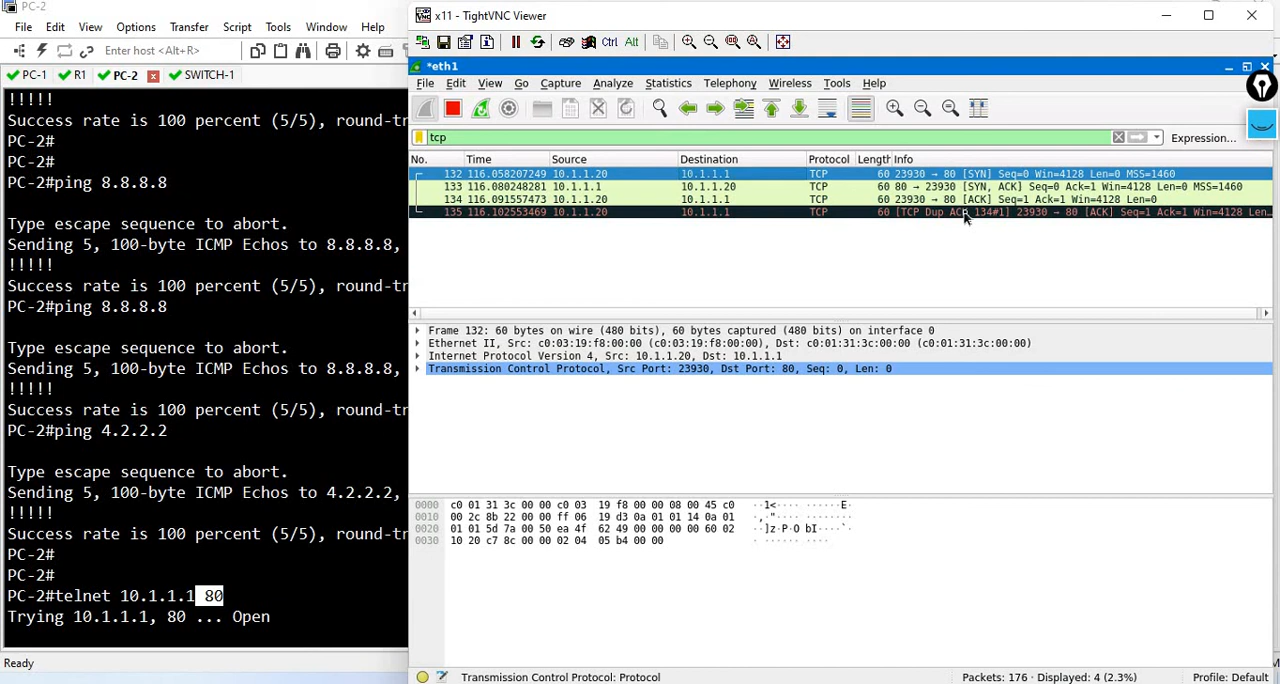 PC-2
File Edit View Options Transfer Script Tools Window Help
Enter host <Alt+R>
PC-1 R1 PC-2 x SWITCH-1
!!!!!
Success rate is 100 percent (5/5), round-tr
PC-2#
PC-2#
PC-2#ping 8.8.8.8
Type escape sequence to abort.
Sending 5, 100-byte ICMP Echos to 8.8.8.8,
!!!!!
Success rate is 100 percent (5/5), round-tr
PC-2#ping 8.8.8.8
Type escape sequence to abort.
Sending 5, 100-byte ICMP Echos to 8.8.8.8,
!!!!!
Success rate is 100 percent (5/5), round-tr
PC-2#ping 4.2.2.2
Type escape sequence to abort.
Sending 5, 100-byte ICMP Echos to 4.2.2.2,
!!!!!
Success rate is 100 percent (5/5), round-tr
PC-2#
PC-2#
PC-2#telnet 10.1.1.1 80
Trying 10.1.1.1, 80 ... Open
Ready
x11 - TightVNC Viewer
Ctrl Alt
*eth1
File Edit View Go Capture Analyze Statistics Telephony Wireless Tools Help
tcp Expression...
No. Time Source Destination Protocol Length Info
132 116.058207249 10.1.1.20 10.1.1.1 TCP 60 23930 → 80 [SYN] Seq=0 Win=4128 Len=0 MSS=1460
133 116.080248281 10.1.1.1 10.1.1.20 TCP 60 80 → 23930 [SYN, ACK] Seq=0 Ack=1 Win=4128 Len=0 MSS=1460
134 116.091557473 10.1.1.20 10.1.1.1 TCP 60 23930 → 80 [ACK] Seq=1 Ack=1 Win=4128 Len=0
135 116.102553469 10.1.1.20 10.1.1.1 TCP 60 [TCP Dup ACK 134#1] 23930 → 80 [ACK] Seq=1 Ack=1 Win=4128 Len…
Frame 132: 60 bytes on wire (480 bits), 60 bytes captured (480 bits) on interface 0
Ethernet II, Src: c0:03:19:f8:00:00 (c0:03:19:f8:00:00), Dst: c0:01:31:3c:00:00 (c0:01:31:3c:00:00)
Internet Protocol Version 4, Src: 10.1.1.20, Dst: 10.1.1.1
Transmission Control Protocol, Src Port: 23930, Dst Port: 80, Seq: 0, Len: 0
0000 c0 01 31 3c 00 00 c0 03 19 f8 00 00 08 00 45 c0 ··1<···· ······E·
0010 00 2c 8b 22 00 00 ff 06 19 d3 0a 01 01 14 0a 01 ·,·"···· ········
0020 01 01 5d 7a 00 50 ea 4f 62 49 00 00 00 00 60 02 ··]z·P·O bI····`·
0030 10 20 c7 8c 00 00 02 04 05 b4 00 00 · ······ ····
Transmission Control Protocol: Protocol Packets: 176 · Displayed: 4 (2.3%) Profile: Default